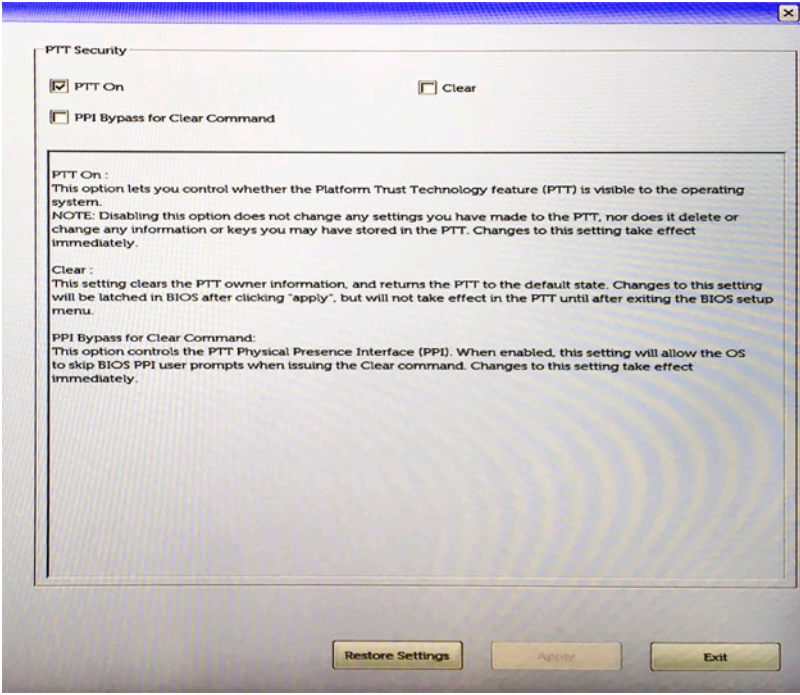 PTT Security
PTT On
Clear
PPI Bypass for Clear Command
PTT On :
This option lets you control whether the Platform Trust Technology feature (PTT) is visible to the operating
system.
NOTE: Disabling this option does not change any settings you have made to the PTT, nor does it delete or
change any information or keys you may have stored in the PTT. Changes to this setting take effect
immediately.
Clear :
This setting clears the PTT owner information, and returns the PTT to the default state. Changes to this setting
will be latched in BIOS after clicking "apply", but will not take effect in the PTT until after exiting the BIOS setup
menu.
PPI Bypass for Clear Command:
This option controls the PTT Physical Presence Interface (PPI). When enabled, this setting will allow the OS
to skip BIOS PPI user prompts when issuing the Clear command. Changes to this setting take effect
immediately.
Restore Settings
Apply
Exit